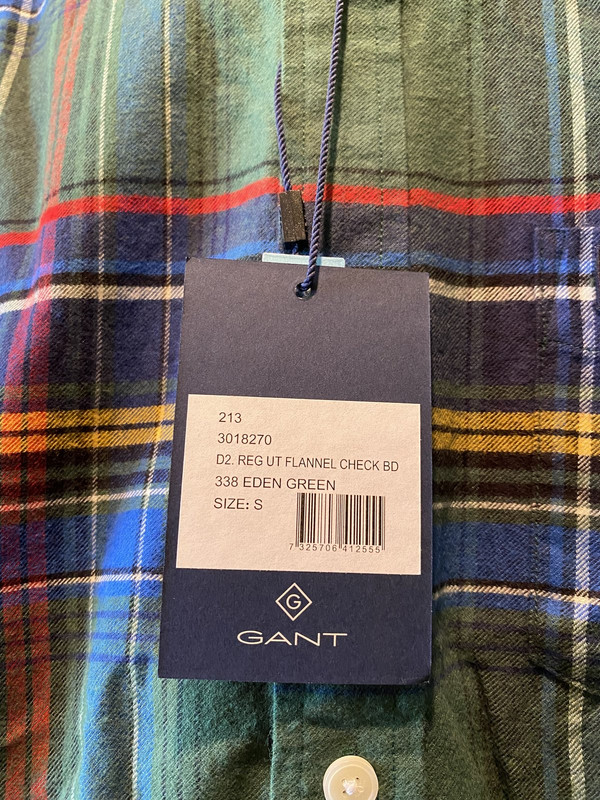 213
3018270
D2. REG UT FLANNEL CHECK BD
338 EDEN GREEN
SIZE: S
7 325706 412555
G
GANT